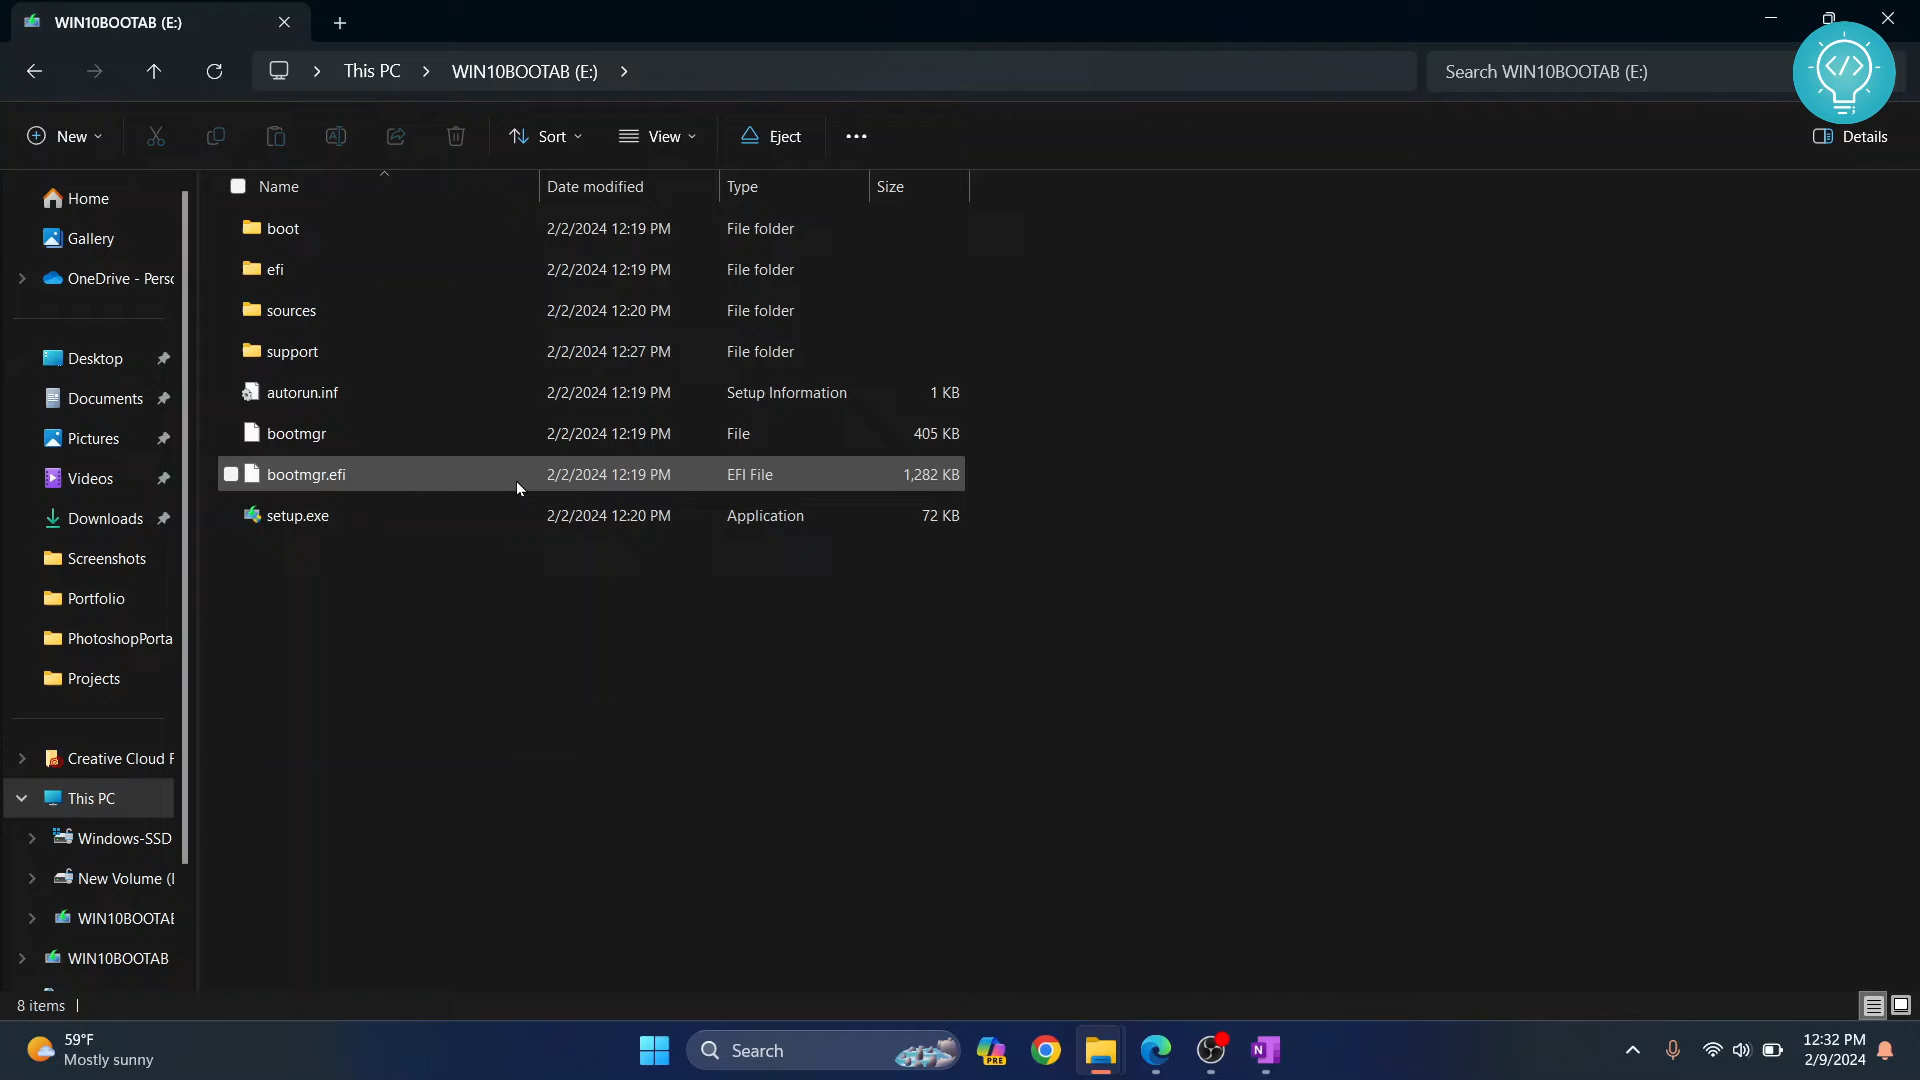 WIN10BOOTAB (E:)
This PC
WIN10BOOTAB (E:)
Search WIN10BOOTAB (E:)
New
Sort
View
Eject
Details
Name
Date modified
Type
Size
boot 2/2/2024 12:19 PM File folder
efi 2/2/2024 12:19 PM File folder
sources 2/2/2024 12:20 PM File folder
support 2/2/2024 12:27 PM File folder
autorun.inf 2/2/2024 12:19 PM Setup Information 1 KB
bootmgr 2/2/2024 12:19 PM File 405 KB
bootmgr.efi 2/2/2024 12:19 PM EFI File 1,282 KB
setup.exe 2/2/2024 12:20 PM Application 72 KB
Home
Gallery
OneDrive - Perso
Desktop
Documents
Pictures
Videos
Downloads
Screenshots
Portfolio
PhotoshopPorta
Projects
Creative Cloud F
This PC
Windows-SSD
New Volume (
WIN10BOOTAB
WIN10BOOTAB
8 items
59°F
Mostly sunny
Search
PRE
12:32 PM
2/9/2024